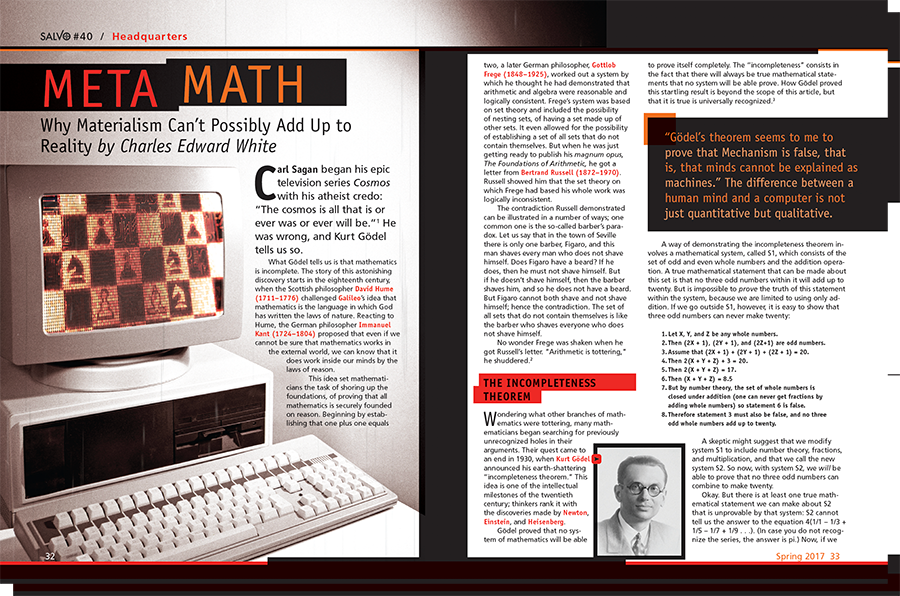 SALVO #40 / Headquarters
META MATH
Why Materialism Can't Possibly Add Up to
Reality by Charles Edward White
Carl Sagan began his epic
television series Cosmos
with his atheist credo:
"The cosmos is all that is or
ever was or ever will be."¹ He
was wrong, and Kurt Gödel
tells us so.
What Gödel tells us is that mathematics
is incomplete. The story of this astonishing
discovery starts in the eighteenth century,
when the Scottish philosopher David Hume
(1711–1776) challenged Galileo's idea that
mathematics is the language in which God
has written the laws of nature. Reacting to
Hume, the German philosopher Immanuel
Kant (1724–1804) proposed that even if we
cannot be sure that mathematics works in
the external world, we can know that it
does work inside our minds by the
laws of reason.
This idea set mathemati-
cians the task of shoring up the
foundations, of proving that all
mathematics is securely founded
on reason. Beginning by estab-
lishing that one plus one equals
32
two, a later German philosopher, Gottlob
Frege (1848–1925), worked out a system by
which he thought he had demonstrated that
arithmetic and algebra were reasonable and
logically consistent. Frege's system was based
on set theory and included the possibility
of nesting sets, of having a set made up of
other sets. It even allowed for the possibility
of establishing a set of all sets that do not
contain themselves. But when he was just
getting ready to publish his magnum opus,
The Foundations of Arithmetic, he got a
letter from Bertrand Russell (1872–1970).
Russell showed him that the set theory on
which Frege had based his whole work was
logically inconsistent.
The contradiction Russell demonstrated
can be illustrated in a number of ways; one
common one is the so-called barber's para-
dox. Let us say that in the town of Seville
there is only one barber, Figaro, and this
man shaves every man who does not shave
himself. Does Figaro have a beard? If he
does, then he must not shave himself. But
if he doesn't shave himself, then the barber
shaves him, and so he does not have a beard.
But Figaro cannot both shave and not shave
himself; hence the contradiction. The set of
all sets that do not contain themselves is like
the barber who shaves everyone who does
not shave himself.
No wonder Frege was shaken when he
got Russell's letter. "Arithmetic is tottering,"
he shuddered.²
THE INCOMPLETENESS
THEOREM
Wondering what other branches of math-
ematics were tottering, many math-
ematicians began searching for previously
unrecognized holes in their
arguments. Their quest came to
an end in 1930, when Kurt Gödel
announced his earth-shattering
"incompleteness theorem." This
idea is one of the intellectual
milestones of the twentieth
century; thinkers rank it with
the discoveries made by Newton,
Einstein, and Heisenberg.
Gödel proved that no sys-
tem of mathematics will be able
to prove itself completely. The "incompleteness" consists in
the fact that there will always be true mathematical state-
ments that no system will be able prove. How Gödel proved
this startling result is beyond the scope of this article, but
that it is true is universally recognized.³
"Gödel's theorem seems to me to
prove that Mechanism is false, that
is, that minds cannot be explained as
machines." The difference between a
human mind and a computer is not
just quantitative but qualitative.
A way of demonstrating the incompleteness theorem in-
volves a mathematical system, called S1, which consists of the
set of odd and even whole numbers and the addition opera-
tion. A true mathematical statement that can be made about
this set is that no three odd numbers within it will add up to
twenty. But is impossible to prove the truth of this statement
within the system, because we are limited to using only ad-
dition. If we go outside S1, however, it is easy to show that
three odd numbers can never make twenty:
1. Let X, Y, and Z be any whole numbers.
2. Then (2X + 1), (2Y + 1), and (2Z+1) are odd numbers.
3. Assume that (2X + 1) + (2Y + 1) + (2Z + 1) = 20.
4. Then 2(X + Y + Z) + 3 = 20.
5. Then 2(X + Y + Z) = 17.
6. Then (X + Y + Z) = 8.5
7. But by number theory, the set of whole numbers is
closed under addition (one can never get fractions by
adding whole numbers) so statement 6 is false.
8. Therefore statement 3 must also be false, and no three
odd whole numbers add up to twenty.
A skeptic might suggest that we modify
system S1 to include number theory, fractions,
and multiplication, and that we call the new
system S2. So now, with system S2, we will be
able to prove that no three odd numbers can
combine to make twenty.
Okay. But there is at least one true math-
ematical statement we can make about S2
that is unprovable by that system: S2 cannot
tell us the answer to the equation 4(1/1 – 1/3 +
1/5 – 1/7 + 1/9 . . .). (In case you do not recog-
nize the series, the answer is pi.) Now, if we
Spring 2017 33